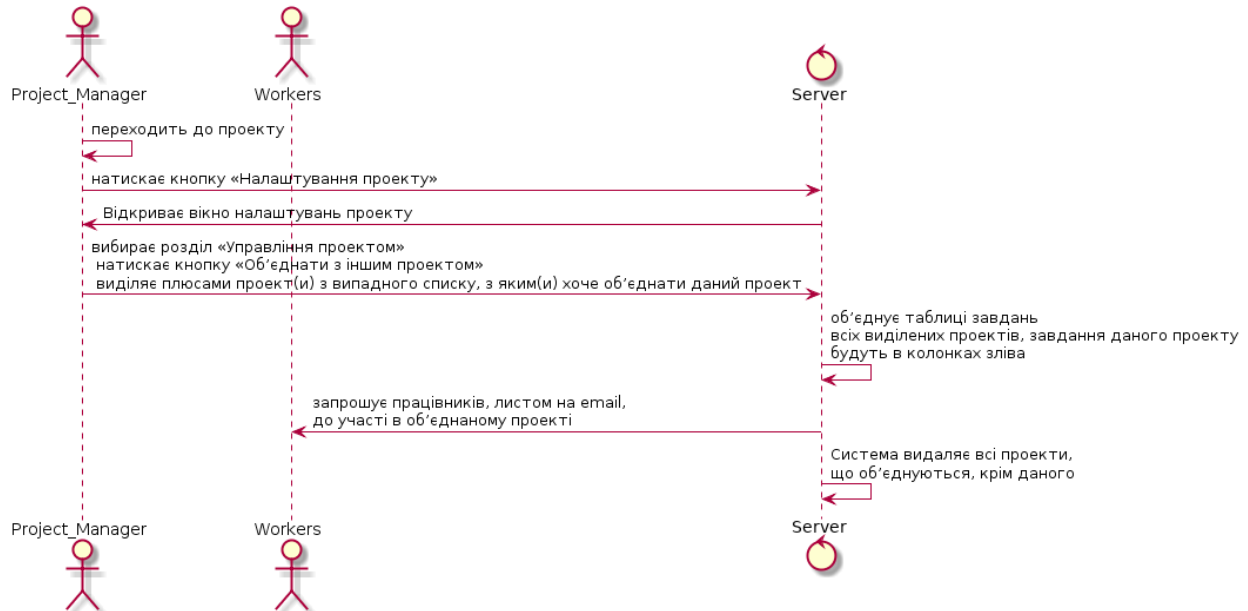 Project_Manager
Workers
Server
переходить до проекту
натискає кнопку «Налаштування проекту»
Відкриває вікно налаштувань проекту
вибирає розділ «Управління проектом»
натискає кнопку «Об’єднати з іншим проектом»
виділяє плюсами проект(и) з випадного списку, з яким(и) хоче об’єднати даний проект
об’єднує таблиці завдань
всіх виділених проектів, завдання даного проекту
будуть в колонках зліва
запрошує працівників, листом на email,
до участі в об’єднаному проекті
Система видаляє всі проекти,
що об’єднуються, крім даного
Project_Manager
Workers
Server